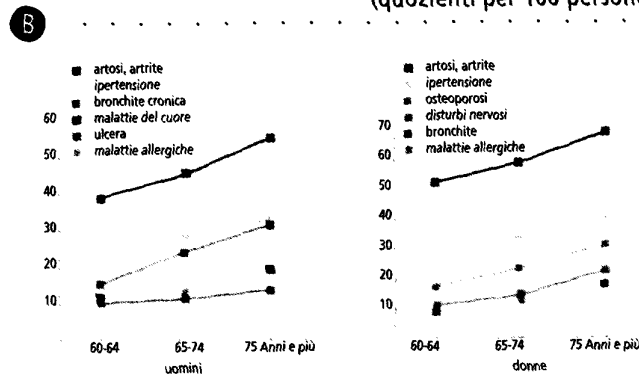 (quozienti per 100 persone
B
artosi, artrite
ipertensione
bronchite cronica
malattie del cuore
ulcera
malattie allergiche
60
50
40
30
20
10
60-64
65-74
75 Anni e più
uomini
artosi, artrite
ipertensione
osteoporosi
disturbi nervosi
bronchite
malattie allergiche
70
60
50
40
30
20
10
60-64
65-74
75 Anni e più
donne